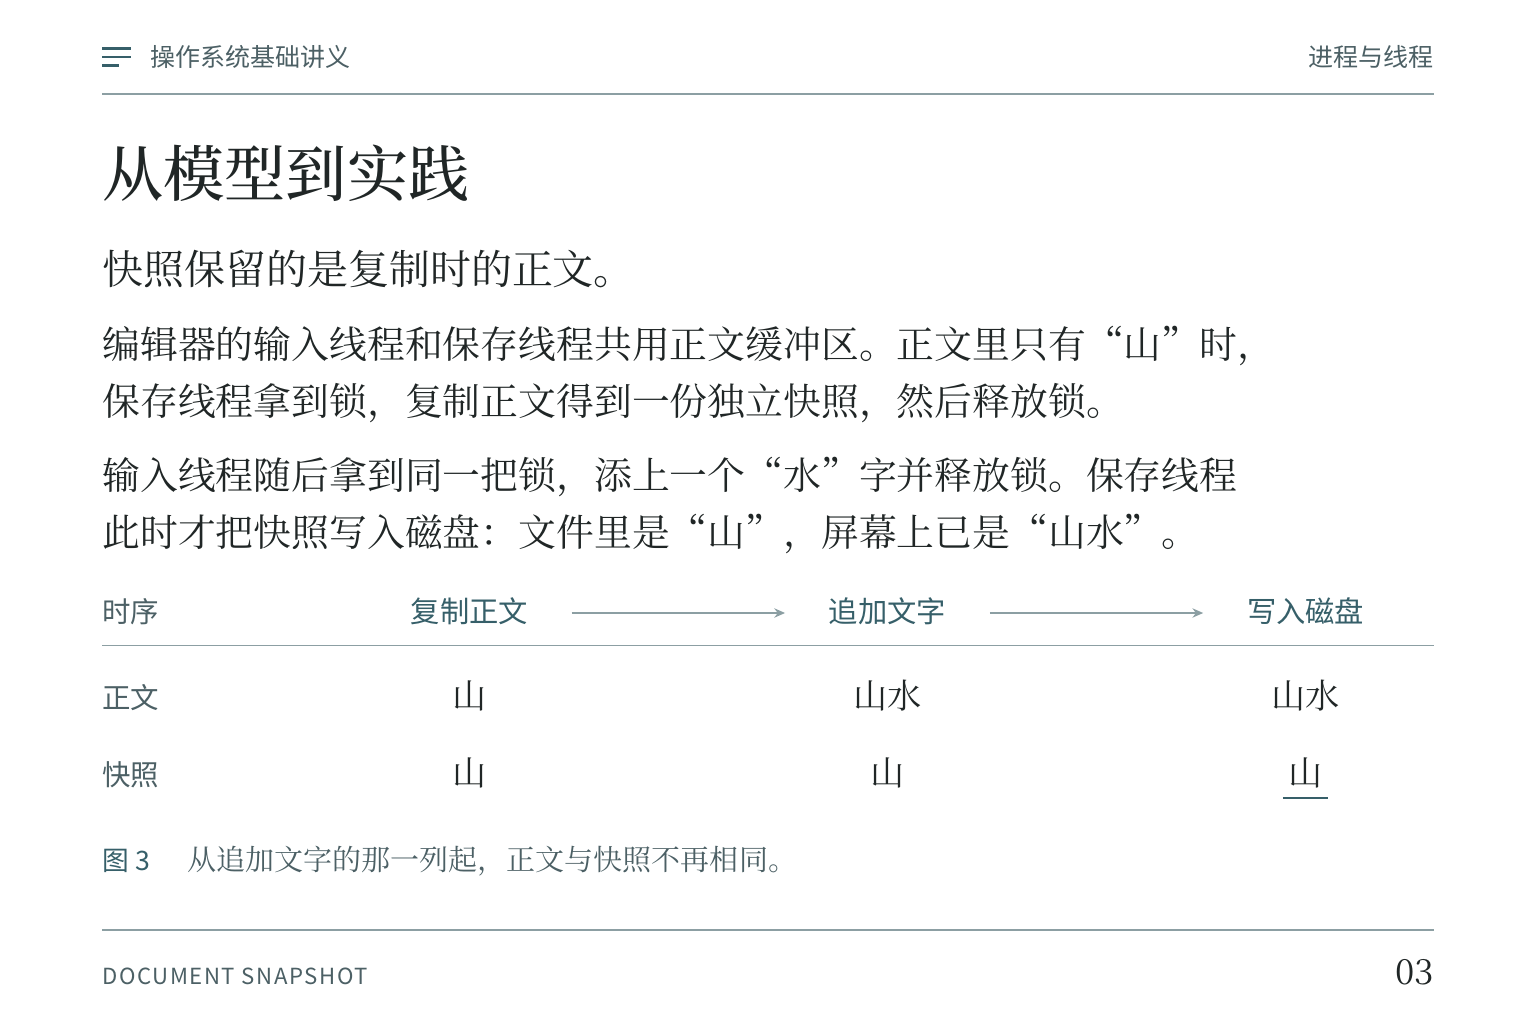 操作系统基础讲义
进程与线程
从模型到实践
快照保留的是复制时的正文。
编辑器的输入线程和保存线程共用正文缓冲区。正文里只有“山”时，
保存线程拿到锁，复制正文得到一份独立快照，然后释放锁。
输入线程随后拿到同一把锁，添上一个“水”字并释放锁。保存线程
此时才把快照写入磁盘：文件里是“山”，屏幕上已是“山水”。
时序 复制正文 追加文字 写入磁盘
正文 山 山水 山水
快照 山 山 山
图 3 从追加文字的那一列起，正文与快照不再相同。
DOCUMENT SNAPSHOT
03